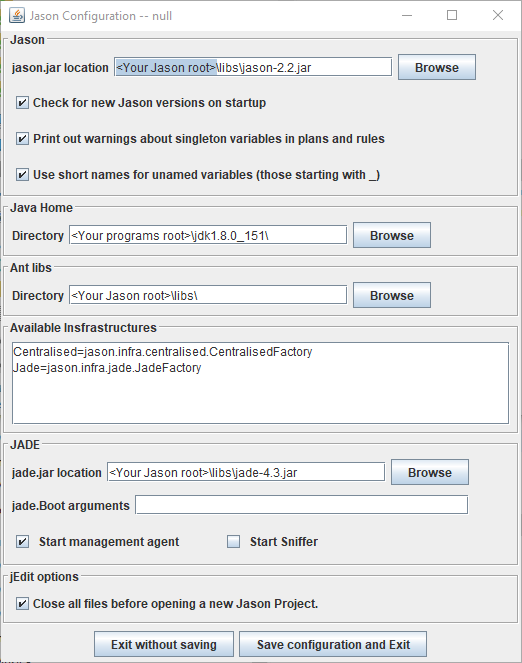 Jason Configuration -- null
Jason
jason.jar location <Your Jason root>\libs\jason-2.2.jar Browse
Check for new Jason versions on startup
Print out warnings about singleton variables in plans and rules
Use short names for unamed variables (those starting with _)
Java Home
Directory <Your programs root>\jdk1.8.0_151\ Browse
Ant libs
Directory <Your Jason root>\libs\ Browse
Available Insfrastructures
Centralised=jason.infra.centralised.CentralisedFactory
Jade=jason.infra.jade.JadeFactory
JADE
jade.jar location <Your Jason root>\libs\jade-4.3.jar Browse
jade.Boot arguments
Start management agent Start Sniffer
jEdit options
Close all files before opening a new Jason Project.
Exit without saving Save configuration and Exit